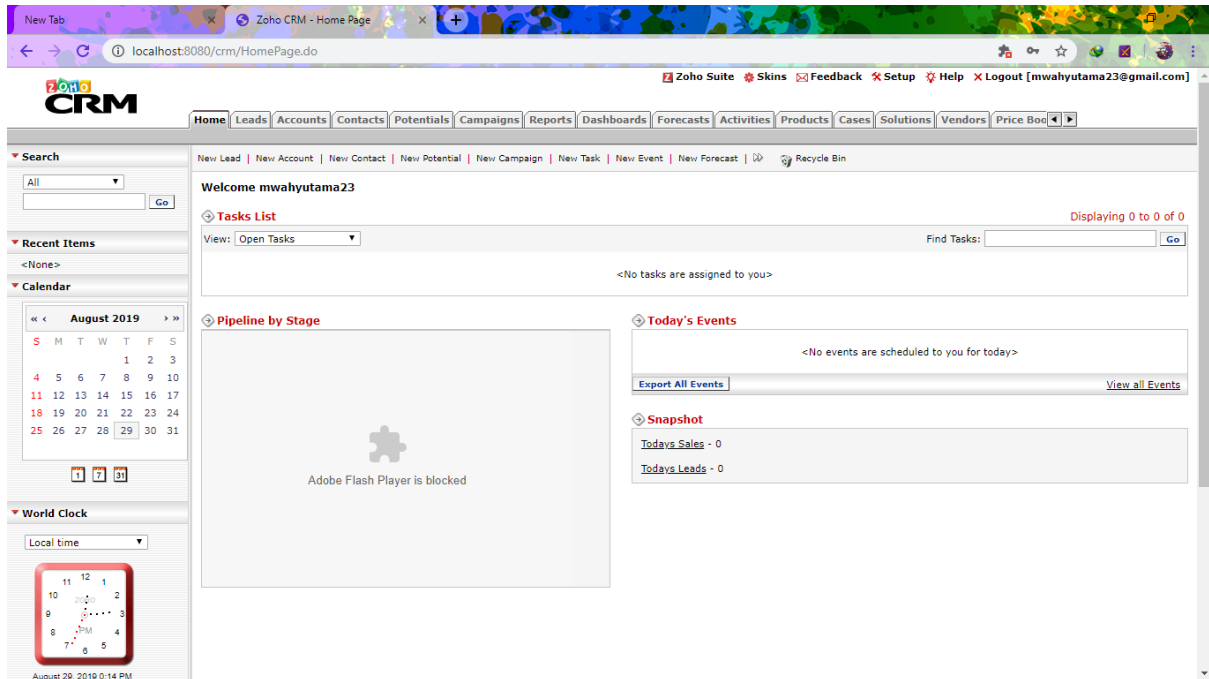 New Tab
Zoho CRM - Home Page
localhost:8080/crm/HomePage.do
Zoho Suite Skins Feedback Setup Help Logout [mwahyutama23@gmail.com]
ZOHO
CRM
Home Leads Accounts Contacts Potentials Campaigns Reports Dashboards Forecasts Activities Products Cases Solutions Vendors Price Boo
Search
All
Go
New Lead | New Account | New Contact | New Potential | New Campaign | New Task | New Event | New Forecast | Recycle Bin
Welcome mwahyutama23
Tasks List
Displaying 0 to 0 of 0
View: Open Tasks
Find Tasks: Go
<No tasks are assigned to you>
Recent Items
<None>
Calendar
« ‹ August 2019 › »
S M T W T F S
1 2 3
4 5 6 7 8 9 10
11 12 13 14 15 16 17
18 19 20 21 22 23 24
25 26 27 28 29 30 31
1 7 31
World Clock
Local time
12
11 1
10 2
ZOHO
9 3
PM
8 4
7 5
6
August 29, 2019 0:14 PM
Pipeline by Stage
Adobe Flash Player is blocked
Today's Events
<No events are scheduled to you for today>
Export All Events
View all Events
Snapshot
Todays Sales - 0
Todays Leads - 0